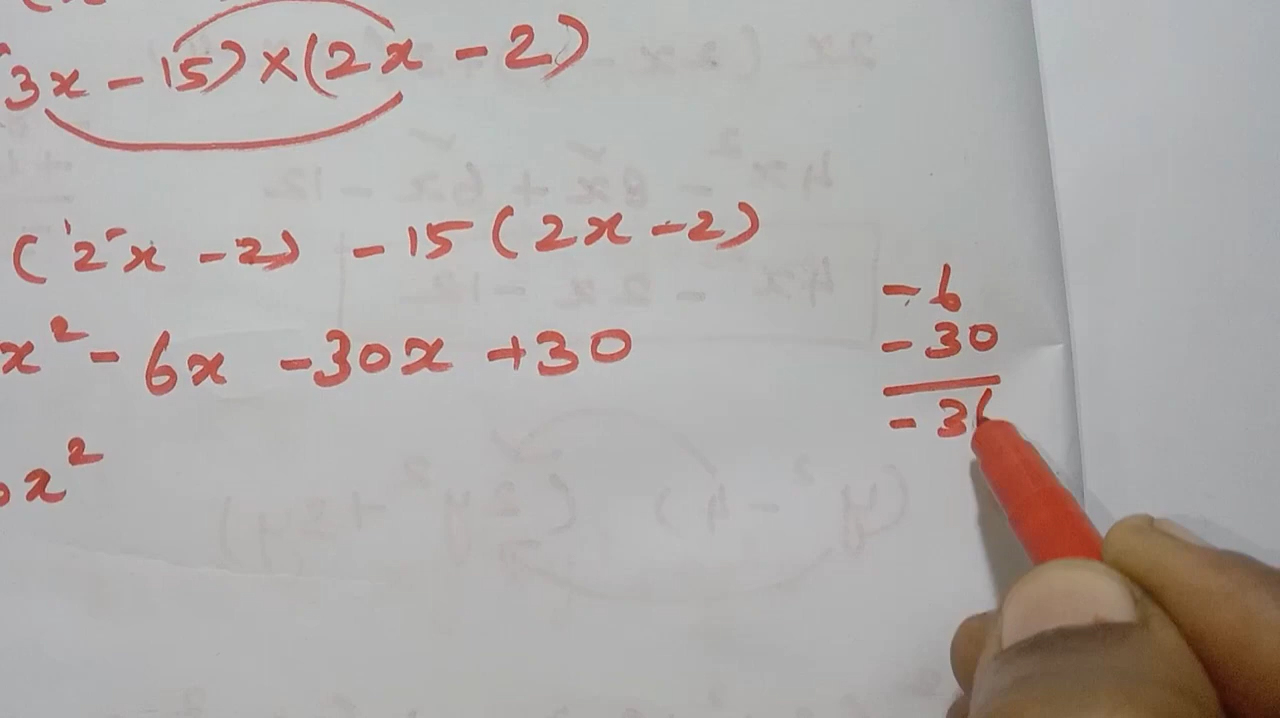 3x - 15) × (2x - 2)
(2x - 2) - 15 (2x - 2)
x² - 6x - 30x + 30
x²
- 6
- 30
- 36